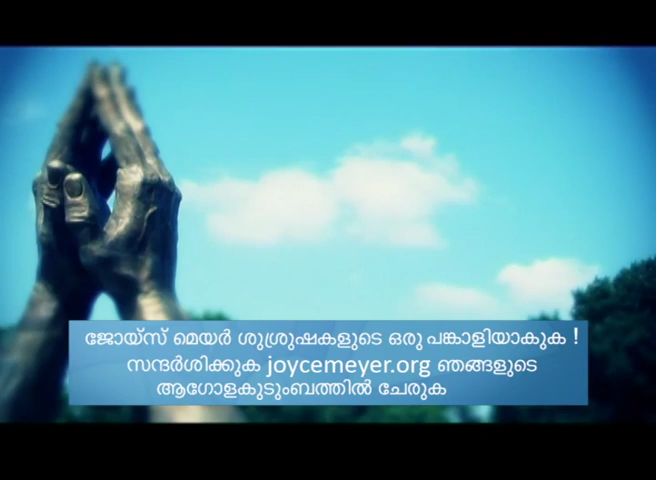 ജോയ്സ് മെയർ ശുശ്രുഷകളുടെ ഒരു പങ്കാളിയാകുക !
സന്ദർശിക്കുക joycemeyer.org ഞങ്ങളുടെ
ആഗോളകുടുംബത്തിൽ ചേരുക